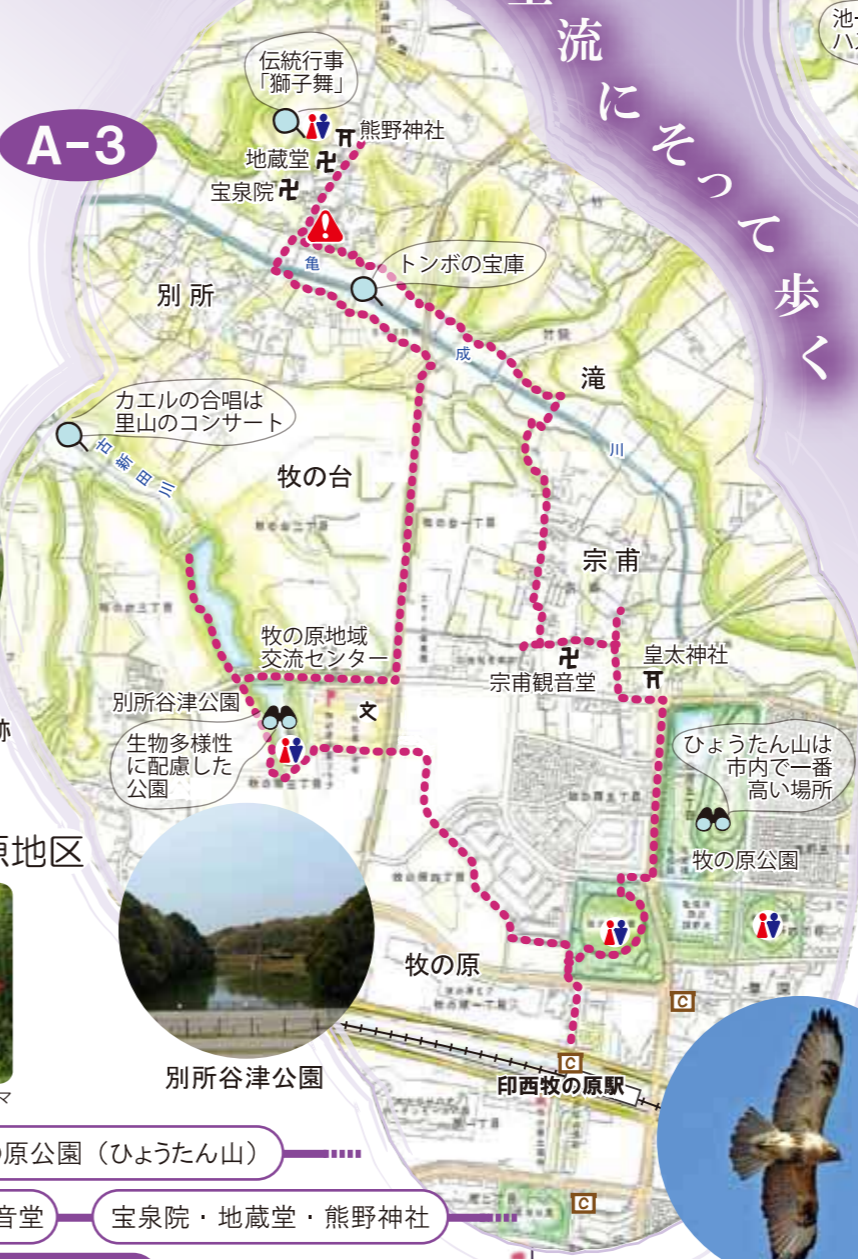 流にそって歩く
池
ハ
A-3
伝統行事
「獅子舞」
熊野神社
地蔵堂
宝泉院
亀
トンボの宝庫
別所
成
滝
カエルの合唱は
里山のコンサート
川
古新田川
牧の台
宗甫
牧の原地域
交流センター
皇太神社
宗甫観音堂
別所谷津公園
文
跡
生物多様性
に配慮した
公園
ひょうたん山は
市内で一番
高い場所
牧の原公園
原地区
牧の原
C
別所谷津公園
C
印西牧の原駅
マ
の原公園（ひょうたん山）
C
音堂
宝泉院・地蔵堂・熊野神社